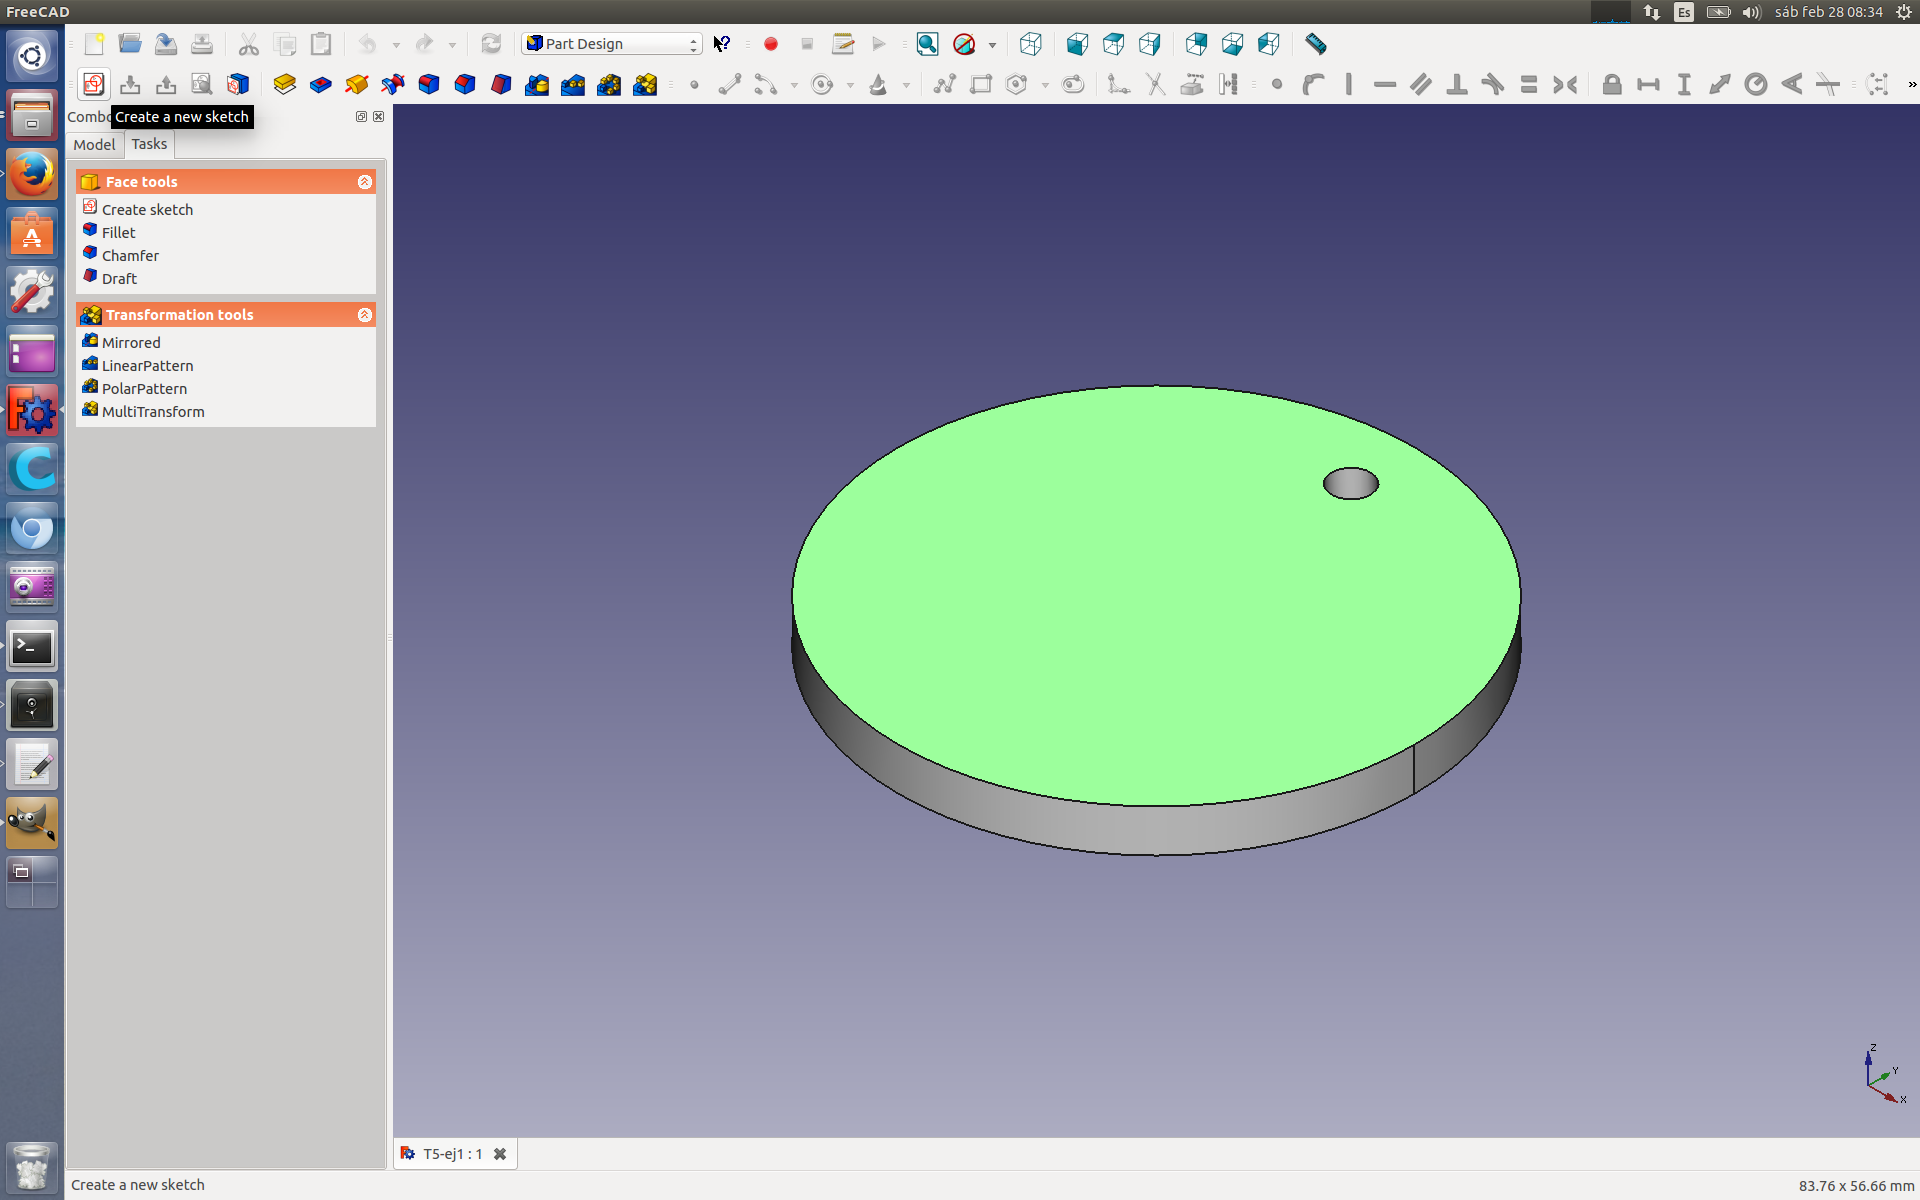 FreeCAD
Es
sáb feb 28 08:34
Part Design
»
Combo
Create a new sketch
Model
Tasks
Face tools
Create sketch
Fillet
Chamfer
Draft
Transformation tools
Mirrored
LinearPattern
PolarPattern
MultiTransform
Z
Y
X
T5-ej1 : 1
Create a new sketch
83.76 x 56.66 mm